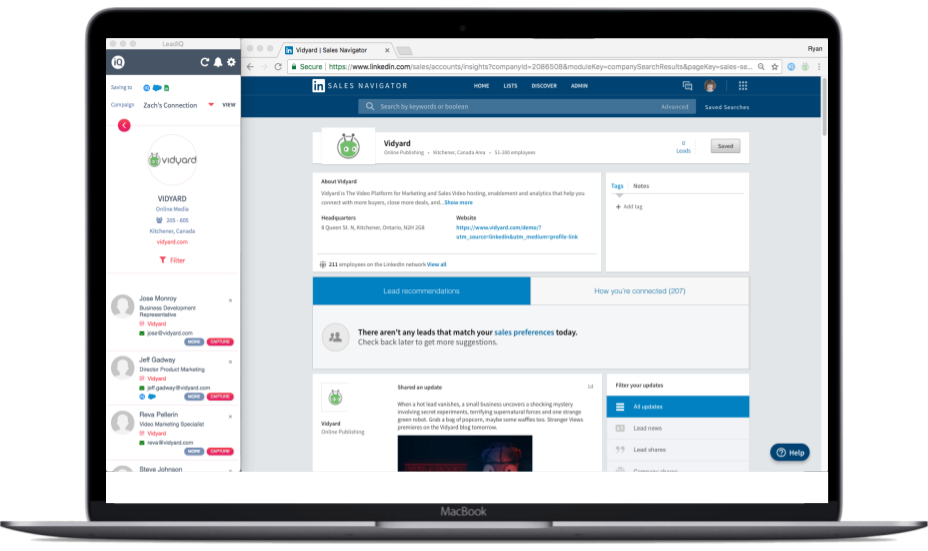 LeadIQ
iQ
Saving to
Campaign Zach's Connection VIEW
vidyard
VIDYARD
Online Media
205 - 605
Kitchener, Canada
vidyard.com
Filter
Jose Monroy
Business Development
Representative
Vidyard
jose@vidyard.com
MORE CAPTURE
Jeff Gadway
Director Product Marketing
Vidyard
jeff.gadway@vidyard.com
MORE CAPTURE
Reva Pellerin
Video Marketing Specialist
Vidyard
reva@vidyard.com
MORE CAPTURE
Steve Johnson
Vidyard | Sales Navigator
Ryan
Secure | https://www.linkedin.com/sales/accounts/insights?companyId=2086508&moduleKey=companySearchResults&pageKey=sales-se...
in SALES NAVIGATOR HOME LISTS DISCOVER ADMIN
Search by keywords or boolean Advanced Saved Searches
Vidyard
Online Publishing • Kitchener, Canada Area • 51-200 employees
0
Leads
Saved
About Vidyard
Vidyard is The Video Platform for Marketing and Sales Video hosting, enablement and analytics that help you
connect with more buyers, close more deals, and...Show more
Headquarters
8 Queen St. N, Kitchener, Ontario, N2H 2G8
Website
https://www.vidyard.com/demo/?
utm_source=linkedin&utm_medium=profile-link
211 employees on the LinkedIn network View all
Tags Notes
+ Add tag
Lead recommendations
How you're connected (207)
There aren't any leads that match your sales preferences today.
Check back later to get more suggestions.
Vidyard
Online Publishing
Shared an update 1d
When a hot lead vanishes, a small business uncovers a shocking mystery
involving secret experiments, terrifying supernatural forces and one strange
green robot. Grab a bag of popcorn, maybe some waffles too. Stranger Views
premieres on the Vidyard blog tomorrow.
Filter your updates
All updates
Lead news
Lead shares
Company shares
Help
MacBook